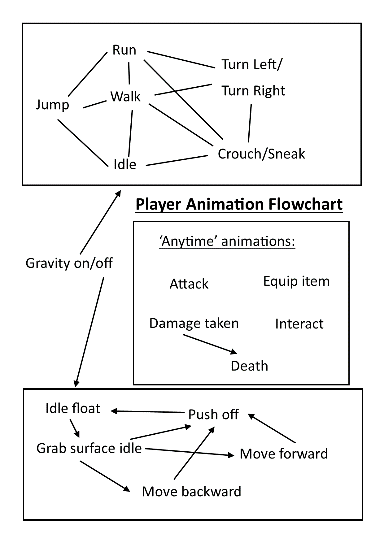 Run
Turn Left/
Turn Right
Jump
Walk
Idle
Crouch/Sneak
Player Animation Flowchart
'Anytime' animations:
Gravity on/off
Attack
Equip item
Damage taken
Interact
Death
Idle float
Push off
Grab surface idle
Move forward
Move backward